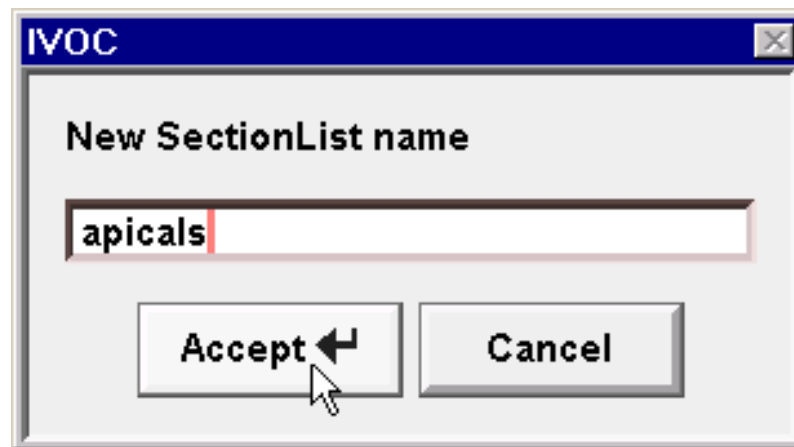 IVOC
New SectionList name
apicals
Accept
Cancel